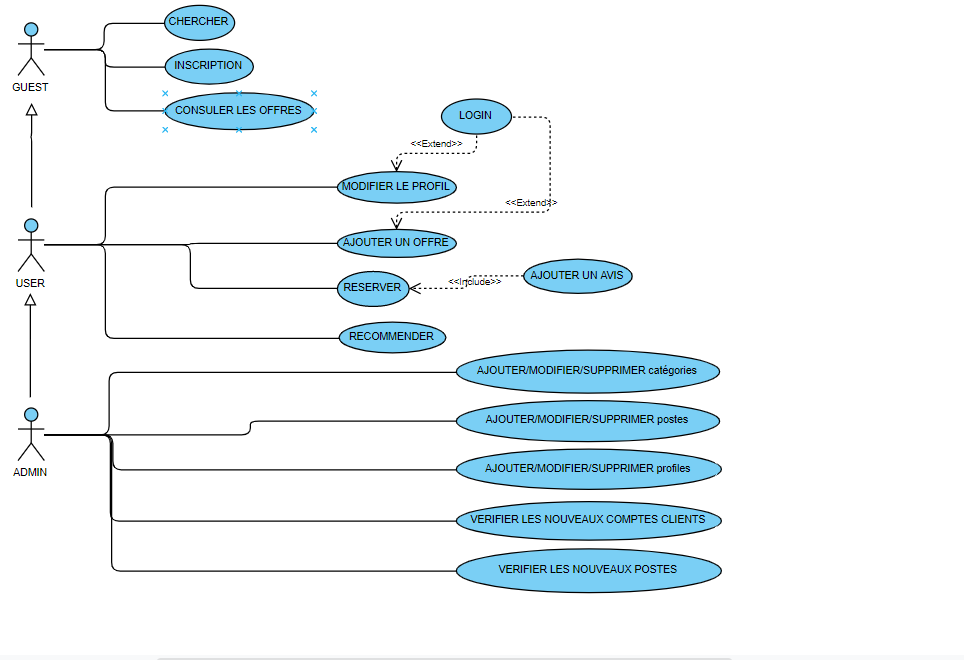 CHERCHER
INSCRIPTION
GUEST
CONSULER LES OFFRES
LOGIN
<<Extend>>
MODIFIER LE PROFIL
<<Extend>>
AJOUTER UN OFFRE
USER
AJOUTER UN AVIS
<<Include>>
RESERVER
RECOMMENDER
AJOUTER/MODIFIER/SUPPRIMER catégories
AJOUTER/MODIFIER/SUPPRIMER postes
ADMIN
AJOUTER/MODIFIER/SUPPRIMER profiles
VERIFIER LES NOUVEAUX COMPTES CLIENTS
VERIFIER LES NOUVEAUX POSTES